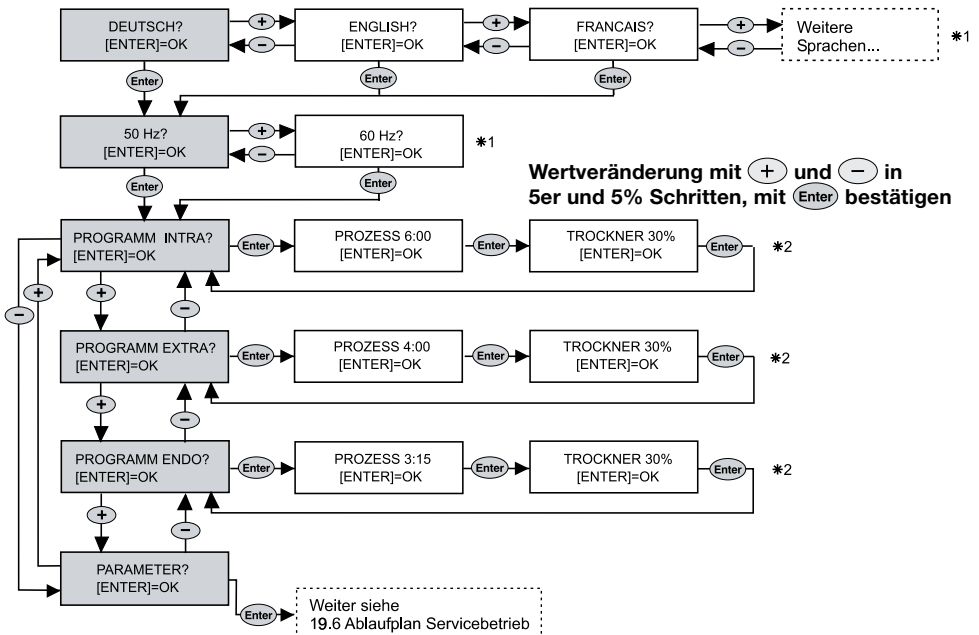 DEUTSCH?
[ENTER]=OK
+
−
ENGLISH?
[ENTER]=OK
+
−
FRANCAIS?
[ENTER]=OK
+
−
Weitere
Sprachen...
*1
Enter
Enter
Enter
50 Hz?
[ENTER]=OK
+
−
60 Hz?
[ENTER]=OK
*1
Enter
Enter
Wertveränderung mit + und − in
5er und 5% Schritten, mit Enter bestätigen
PROGRAMM INTRA?
[ENTER]=OK
Enter
PROZESS 6:00
[ENTER]=OK
Enter
TROCKNER 30%
[ENTER]=OK
Enter
*2
+
−
+
−
PROGRAMM EXTRA?
[ENTER]=OK
Enter
PROZESS 4:00
[ENTER]=OK
Enter
TROCKNER 30%
[ENTER]=OK
Enter
*2
+
−
PROGRAMM ENDO?
[ENTER]=OK
Enter
PROZESS 3:15
[ENTER]=OK
Enter
TROCKNER 30%
[ENTER]=OK
Enter
*2
+
−
PARAMETER?
[ENTER]=OK
Enter
Weiter siehe
19.6 Ablaufplan Servicebetrieb